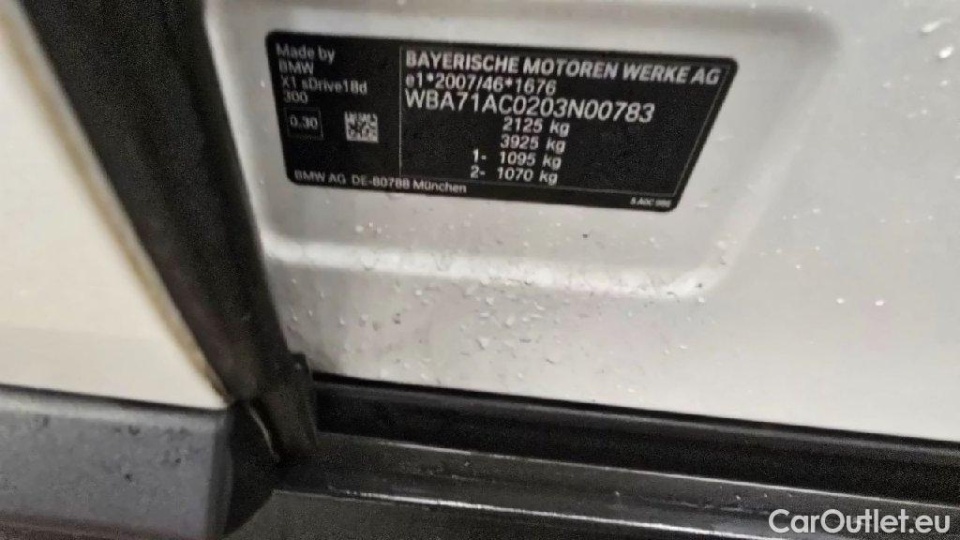 Made by
BMW
X1 sDrive18d
300
0.30
BMW AG DE-80788 München
BAYERISCHE MOTOREN WERKE AG
e1*2007/46*1676
WBA71AC0203N00783
2125 kg
3925 kg
1- 1095 kg
2- 1070 kg
CarOutlet.eu